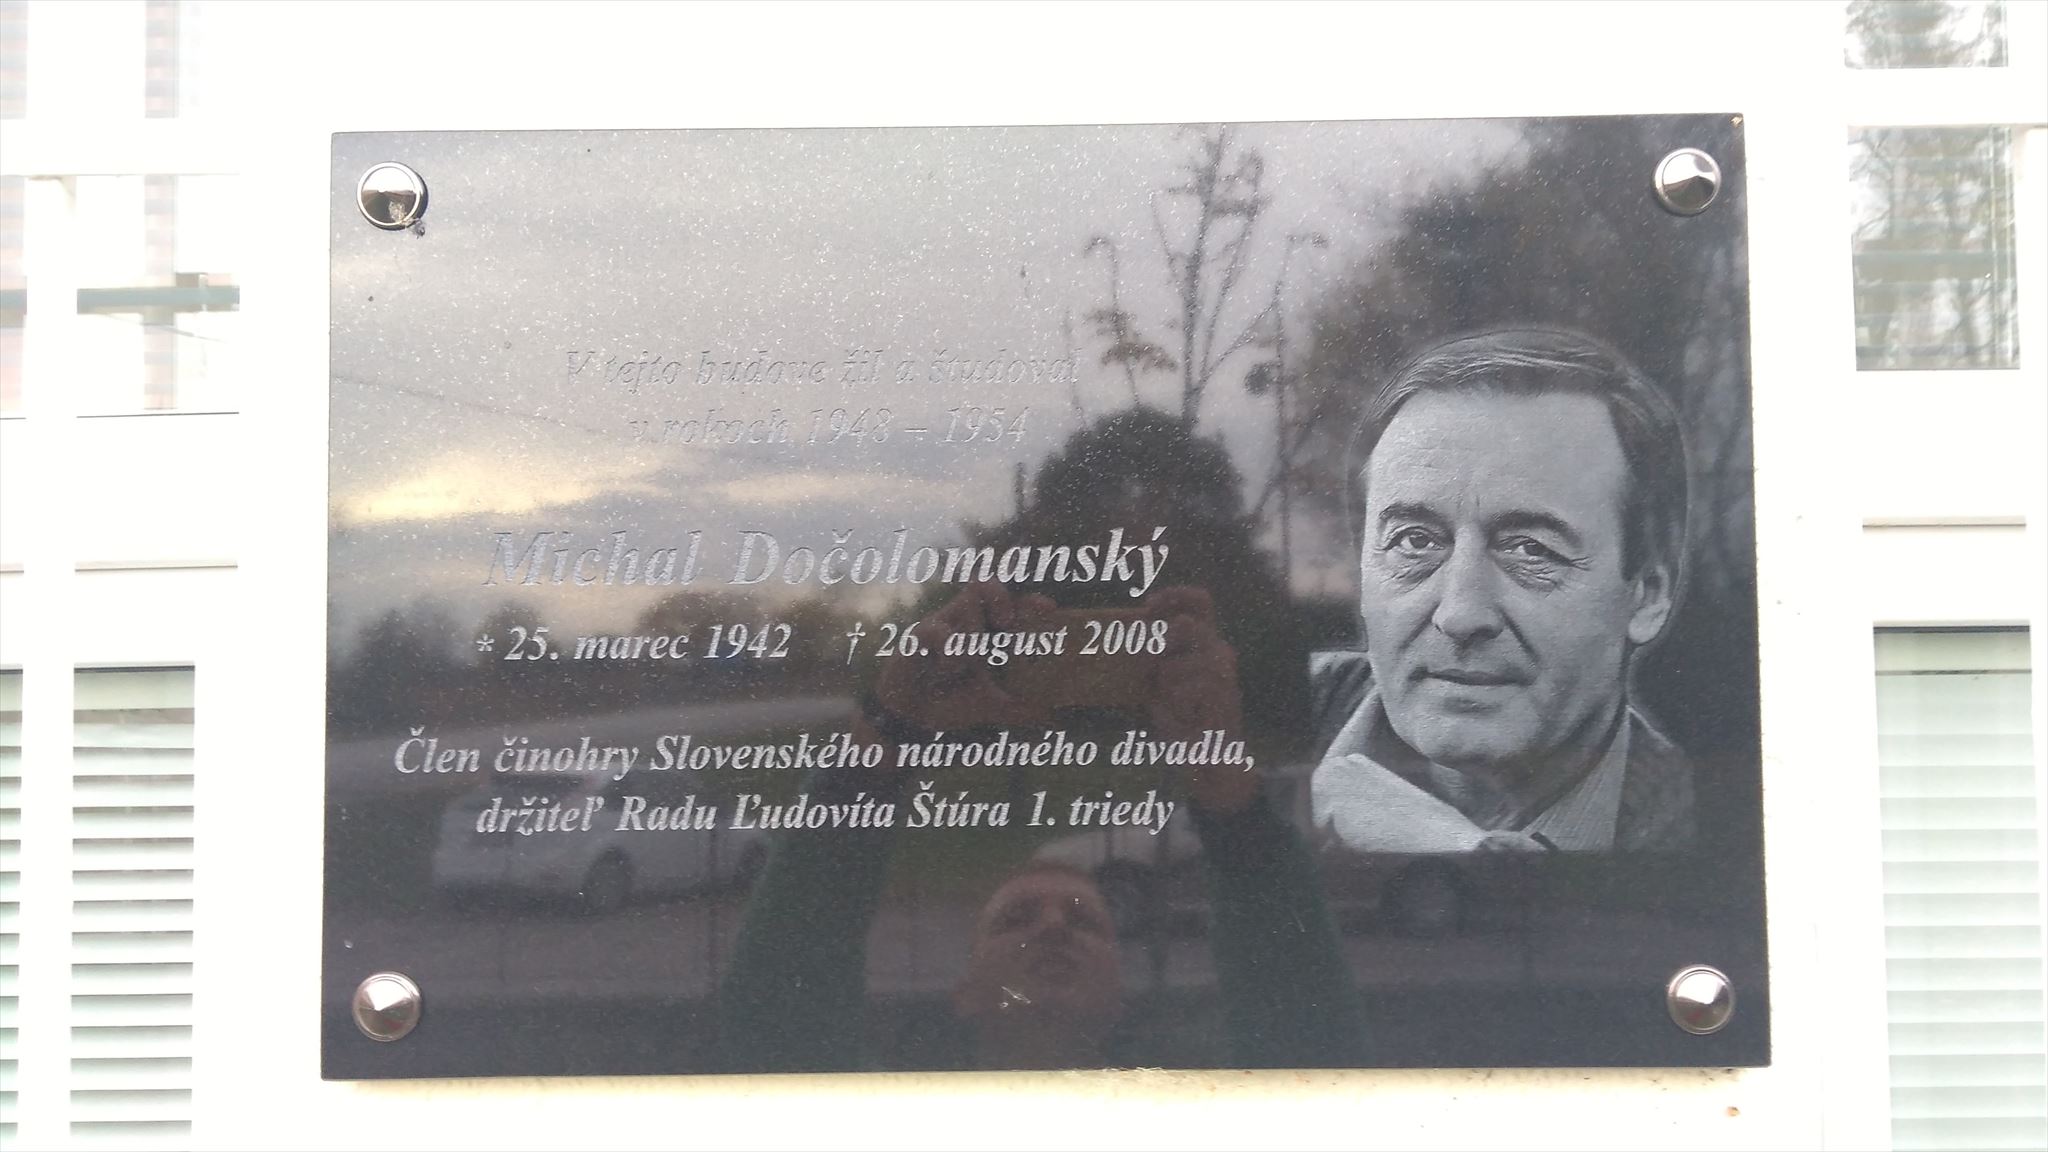 V tejto budove žil a študoval
v rokoch 1948 – 1954
Michal Dočolomanský
* 25. marec 1942 † 26. august 2008
Člen činohry Slovenského národného divadla,
držiteľ Radu Ľudovíta Štúra 1. triedy